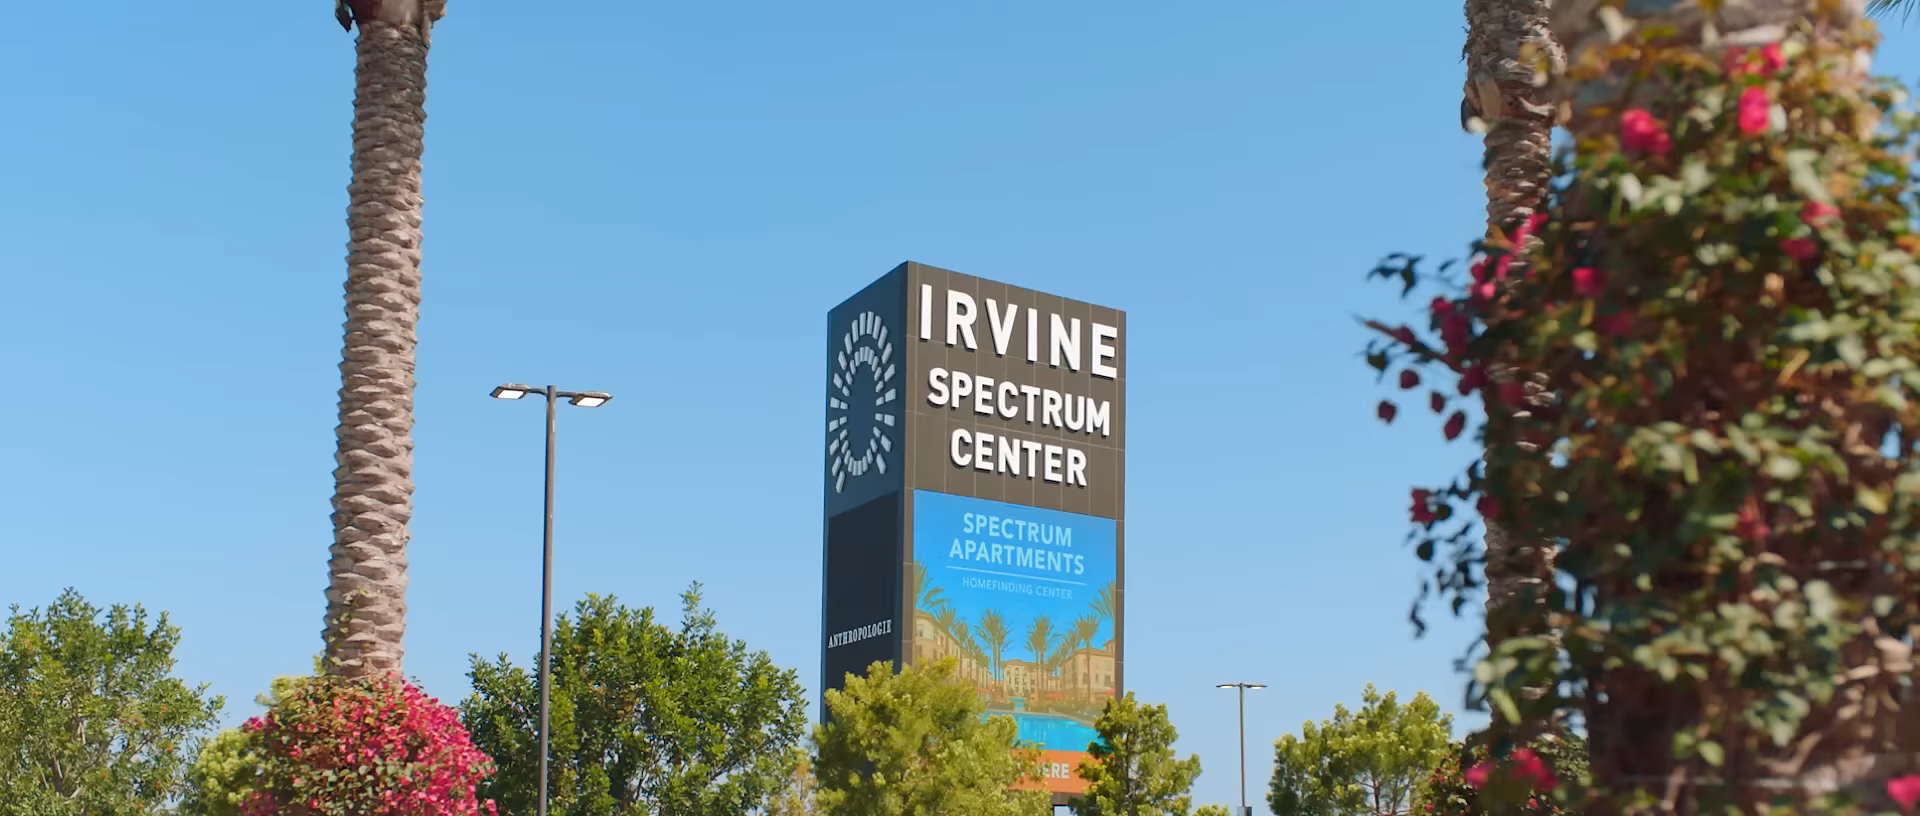 IRVINE
SPECTRUM
CENTER
SPECTRUM
APARTMENTS
HOMEFINDING CENTER
ANTHROPOLOGIE